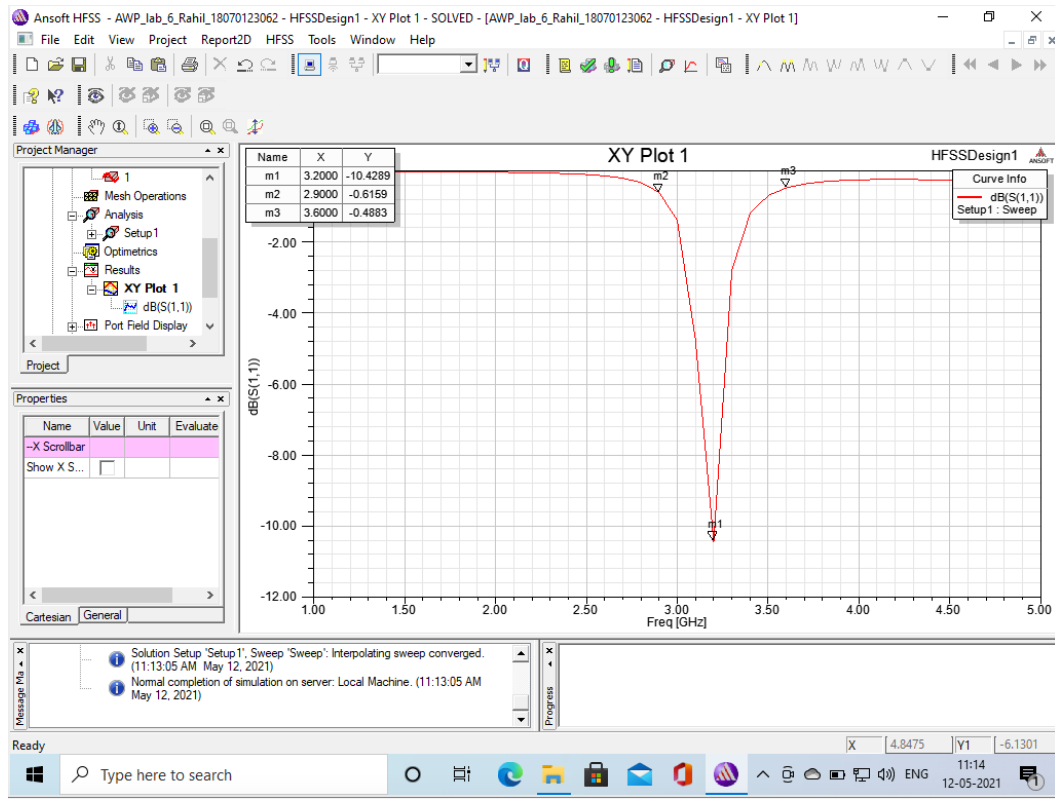 Ansoft HFSS - AWP_lab_6_Rahil_18070123062 - HFSSDesign1 - XY Plot 1 - SOLVED - [AWP_lab_6_Rahil_18070123062 - HFSSDesign1 - XY Plot 1]
File Edit View Project Report2D HFSS Tools Window Help
Project Manager
1
Mesh Operations
Analysis
Setup1
Optimetrics
Results
XY Plot 1
dB(S(1,1))
Port Field Display
Project
Properties
Name Value Unit Evaluate
--X Scrollbar
Show X S...
Cartesian General
XY Plot 1
HFSSDesign1
ANSOFT
Name X Y
m1 3.2000 -10.4289
m2 2.9000 -0.6159
m3 3.6000 -0.4883
Curve Info
dB(S(1,1))
Setup1 : Sweep
m2
m3
m1
dB(S(1,1))
-2.00
-4.00
-6.00
-8.00
-10.00
-12.00
1.00 1.50 2.00 2.50 3.00 3.50 4.00 4.50 5.00
Freq [GHz]
Message Ma
Solution Setup 'Setup1', Sweep 'Sweep': Interpolating sweep converged.
(11:13:05 AM May 12, 2021)
Normal completion of simulation on server: Local Machine. (11:13:05 AM
May 12, 2021)
Progress
Ready
X 4.8475 Y1 -6.1301
Type here to search
ENG
11:14
12-05-2021
1